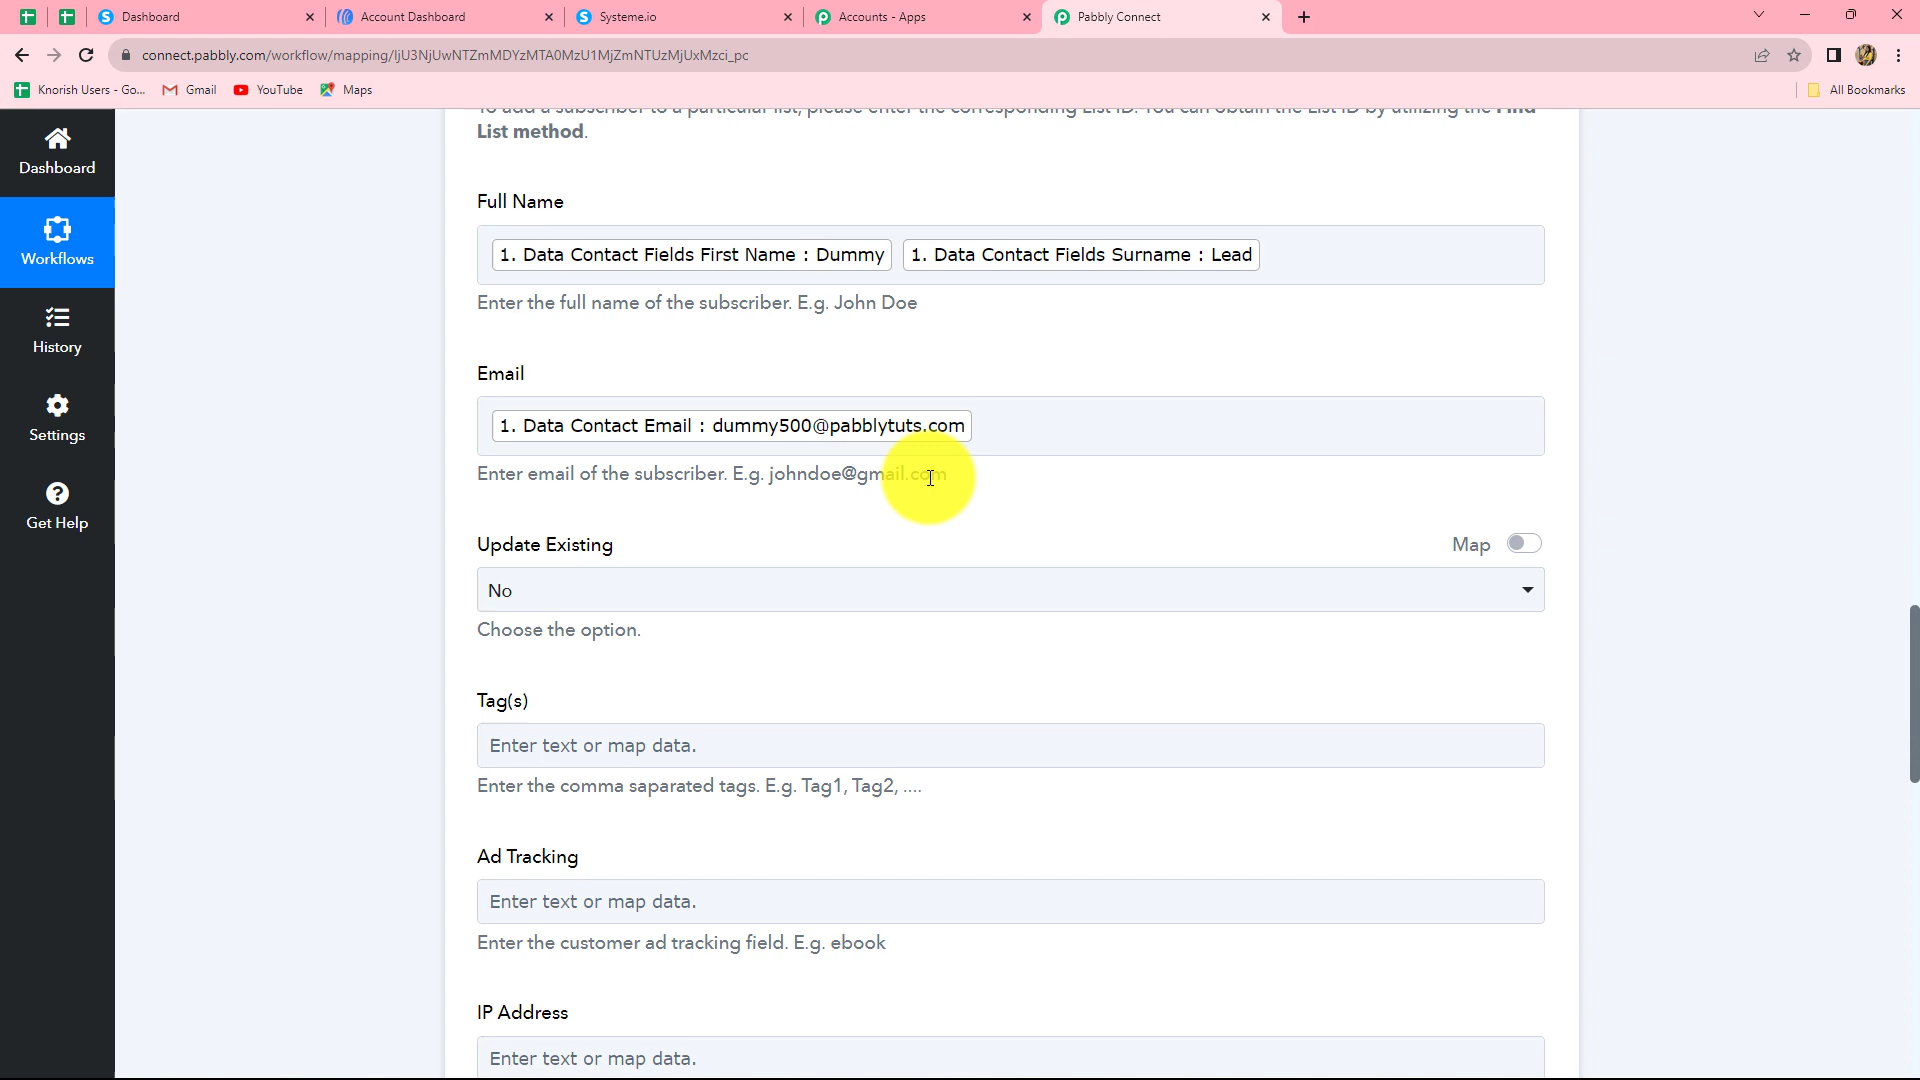 Dashboard
Account Dashboard
Systeme.io
Accounts - Apps
Pabbly Connect
connect.pabbly.com/workflow/mapping/IjU3NjUwNTZmMDYzMTA0MzU1MjZmNTUzMjUxMzci_pc
Knorish Users - Go...
Gmail
YouTube
Maps
All Bookmarks
Dashboard
Workflows
History
Settings
Get Help
To add a subscriber to a particular list, please enter the corresponding List ID. You can obtain the List ID by utilizing the Find
List method.
Full Name
1. Data Contact Fields First Name : Dummy 1. Data Contact Fields Surname : Lead
Enter the full name of the subscriber. E.g. John Doe
Email
1. Data Contact Email : dummy500@pabblytuts.com
Enter email of the subscriber. E.g. johndoe@gmail.com
Update Existing
Map
No
Choose the option.
Tag(s)
Enter text or map data.
Enter the comma saparated tags. E.g. Tag1, Tag2, ....
Ad Tracking
Enter text or map data.
Enter the customer ad tracking field. E.g. ebook
IP Address
Enter text or map data.